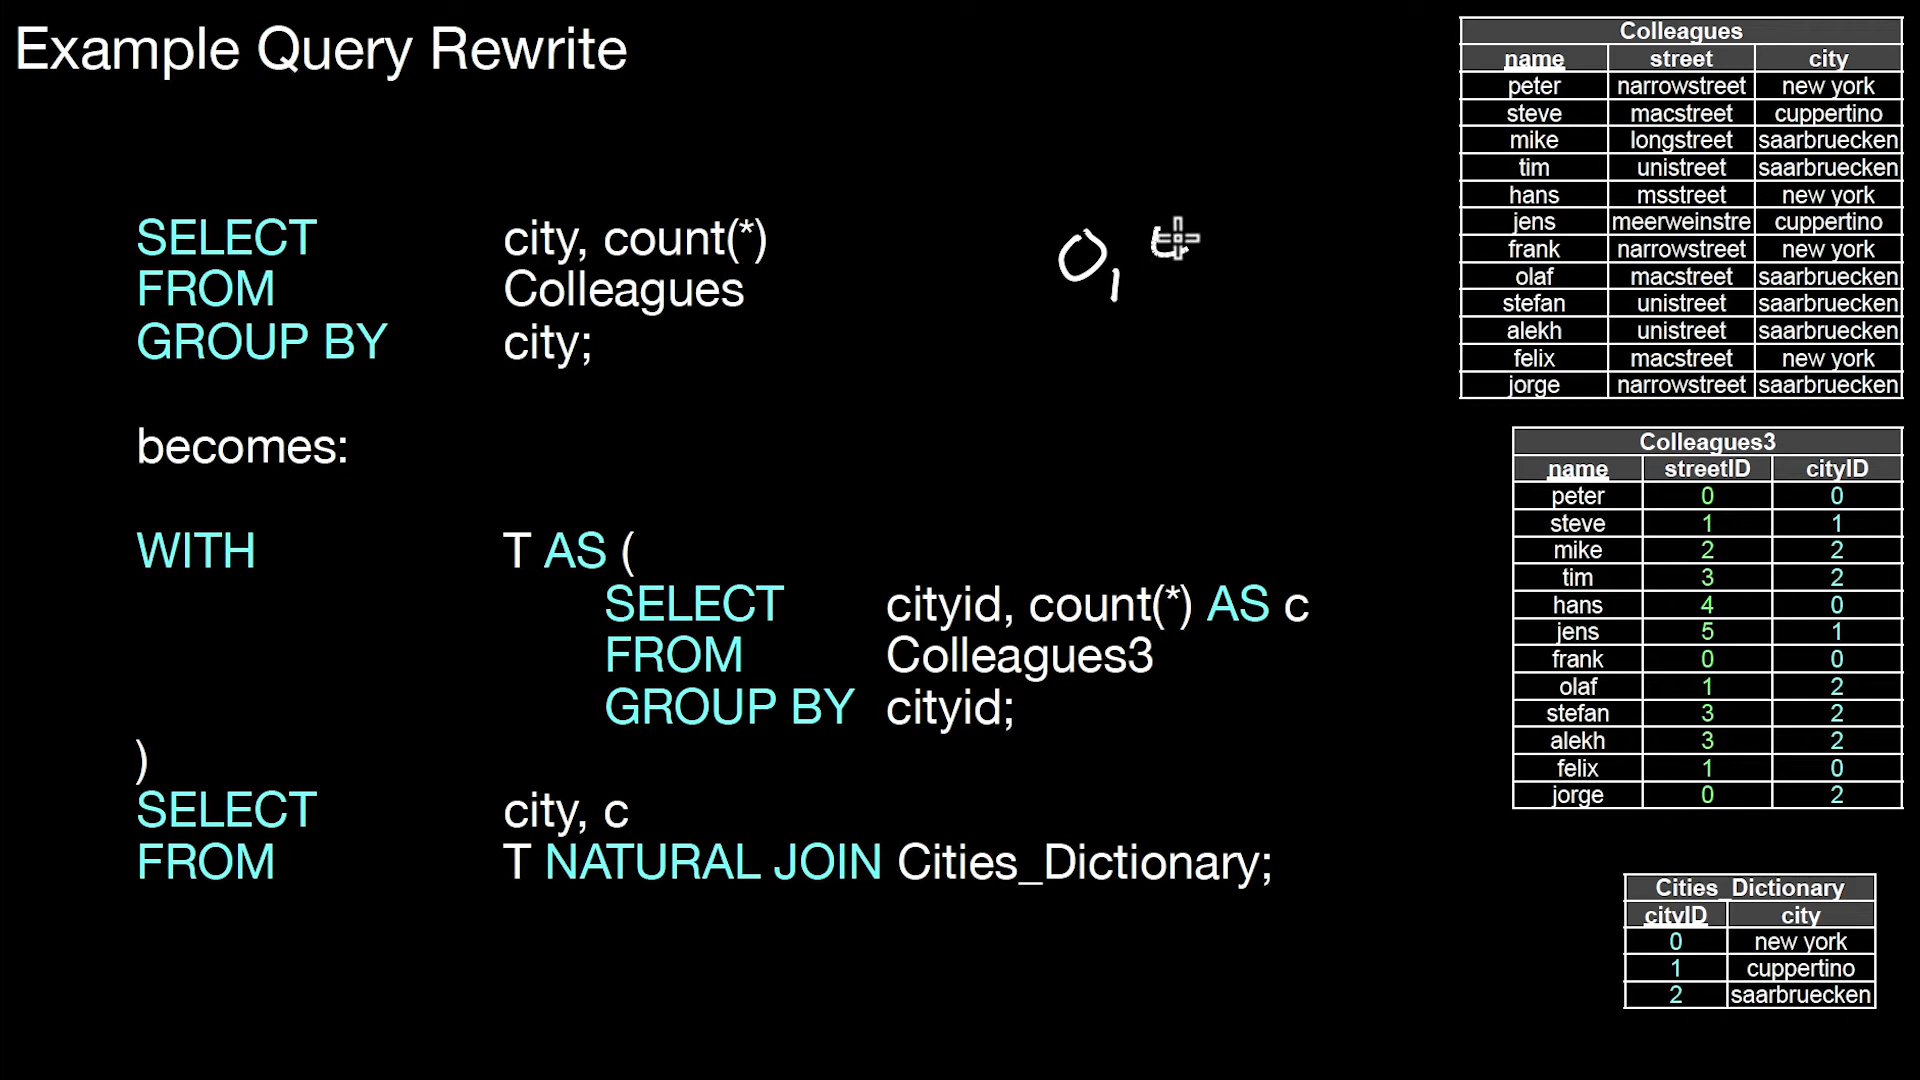 Example Query Rewrite
SELECT city, count(*)
FROM Colleagues
GROUP BY city;
becomes:
WITH T AS (
SELECT cityid, count(*) AS c
FROM Colleagues3
GROUP BY cityid;
)
SELECT city, c
FROM T NATURAL JOIN Cities_Dictionary;
0,
Colleagues
name street city
peter narrowstreet new york
steve macstreet cuppertino
mike longstreet saarbruecken
tim unistreet saarbruecken
hans msstreet new york
jens meerweinstre cuppertino
frank narrowstreet new york
olaf macstreet saarbruecken
stefan unistreet saarbruecken
alekh unistreet saarbruecken
felix macstreet new york
jorge narrowstreet saarbruecken
Colleagues3
name streetID cityID
peter 0 0
steve 1 1
mike 2 2
tim 3 2
hans 4 0
jens 5 1
frank 0 0
olaf 1 2
stefan 3 2
alekh 3 2
felix 1 0
jorge 0 2
Cities_Dictionary
cityID city
0 new york
1 cuppertino
2 saarbruecken